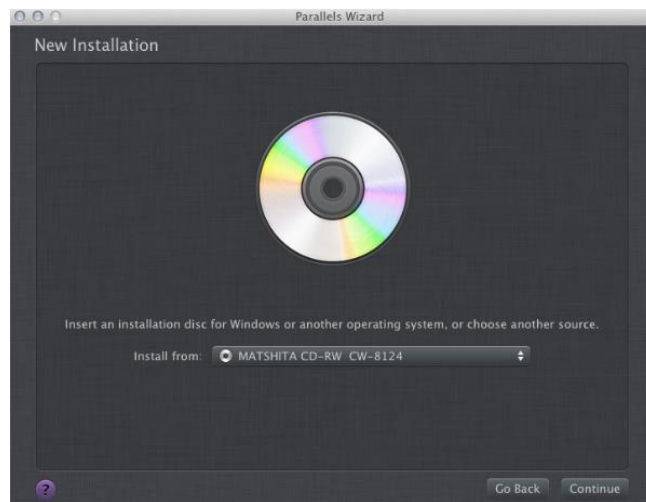 Parallels Wizard
New Installation
Insert an installation disc for Windows or another operating system, or choose another source.
Install from: MATSHITA CD-RW CW-8124
? Go Back Continue